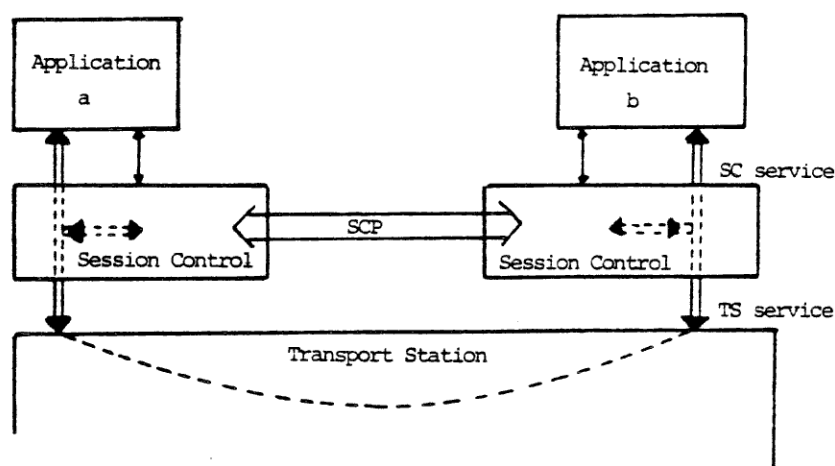 Application
a
Application
b
SC service
SCP
Session Control
Session Control
TS service
Transport Station